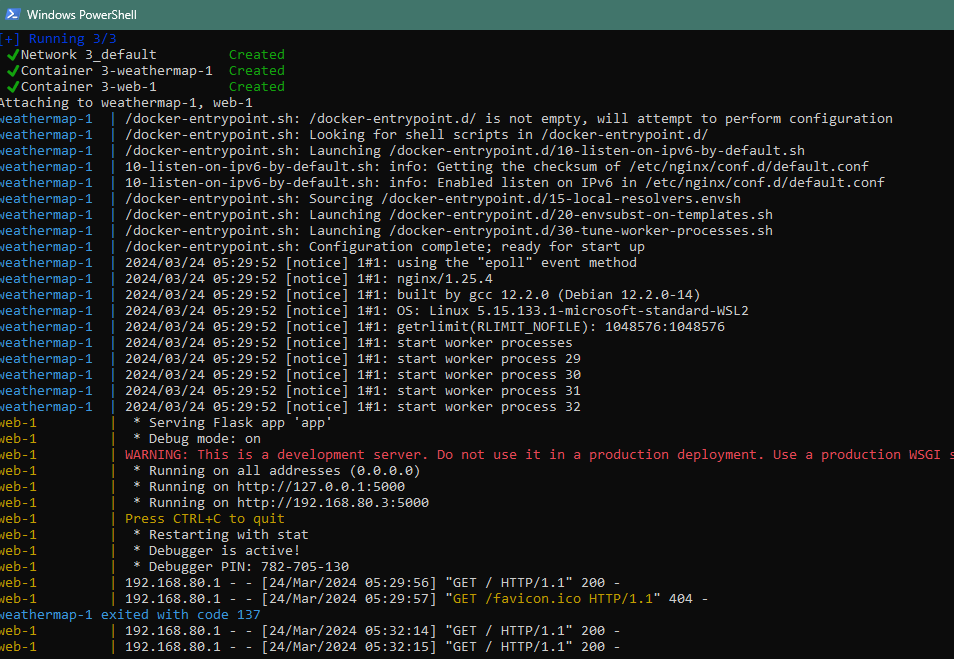 Windows PowerShell
[+] Running 3/3
✓Network 3_default Created
✓Container 3-weathermap-1 Created
✓Container 3-web-1 Created
Attaching to weathermap-1, web-1
weathermap-1 | /docker-entrypoint.sh: /docker-entrypoint.d/ is not empty, will attempt to perform configuration
weathermap-1 | /docker-entrypoint.sh: Looking for shell scripts in /docker-entrypoint.d/
weathermap-1 | /docker-entrypoint.sh: Launching /docker-entrypoint.d/10-listen-on-ipv6-by-default.sh
weathermap-1 | 10-listen-on-ipv6-by-default.sh: info: Getting the checksum of /etc/nginx/conf.d/default.conf
weathermap-1 | 10-listen-on-ipv6-by-default.sh: info: Enabled listen on IPv6 in /etc/nginx/conf.d/default.conf
weathermap-1 | /docker-entrypoint.sh: Sourcing /docker-entrypoint.d/15-local-resolvers.envsh
weathermap-1 | /docker-entrypoint.sh: Launching /docker-entrypoint.d/20-envsubst-on-templates.sh
weathermap-1 | /docker-entrypoint.sh: Launching /docker-entrypoint.d/30-tune-worker-processes.sh
weathermap-1 | /docker-entrypoint.sh: Configuration complete; ready for start up
weathermap-1 | 2024/03/24 05:29:52 [notice] 1#1: using the "epoll" event method
weathermap-1 | 2024/03/24 05:29:52 [notice] 1#1: nginx/1.25.4
weathermap-1 | 2024/03/24 05:29:52 [notice] 1#1: built by gcc 12.2.0 (Debian 12.2.0-14)
weathermap-1 | 2024/03/24 05:29:52 [notice] 1#1: OS: Linux 5.15.133.1-microsoft-standard-WSL2
weathermap-1 | 2024/03/24 05:29:52 [notice] 1#1: getrlimit(RLIMIT_NOFILE): 1048576:1048576
weathermap-1 | 2024/03/24 05:29:52 [notice] 1#1: start worker processes
weathermap-1 | 2024/03/24 05:29:52 [notice] 1#1: start worker process 29
weathermap-1 | 2024/03/24 05:29:52 [notice] 1#1: start worker process 30
weathermap-1 | 2024/03/24 05:29:52 [notice] 1#1: start worker process 31
weathermap-1 | 2024/03/24 05:29:52 [notice] 1#1: start worker process 32
web-1 | * Serving Flask app 'app'
web-1 | * Debug mode: on
web-1 | WARNING: This is a development server. Do not use it in a production deployment. Use a production WSGI s
web-1 | * Running on all addresses (0.0.0.0)
web-1 | * Running on http://127.0.0.1:5000
web-1 | * Running on http://192.168.80.3:5000
web-1 | Press CTRL+C to quit
web-1 | * Restarting with stat
web-1 | * Debugger is active!
web-1 | * Debugger PIN: 782-705-130
web-1 | 192.168.80.1 - - [24/Mar/2024 05:29:56] "GET / HTTP/1.1" 200 -
web-1 | 192.168.80.1 - - [24/Mar/2024 05:29:57] "GET /favicon.ico HTTP/1.1" 404 -
weathermap-1 exited with code 137
web-1 | 192.168.80.1 - - [24/Mar/2024 05:32:14] "GET / HTTP/1.1" 200 -
web-1 | 192.168.80.1 - - [24/Mar/2024 05:32:15] "GET / HTTP/1.1" 200 -